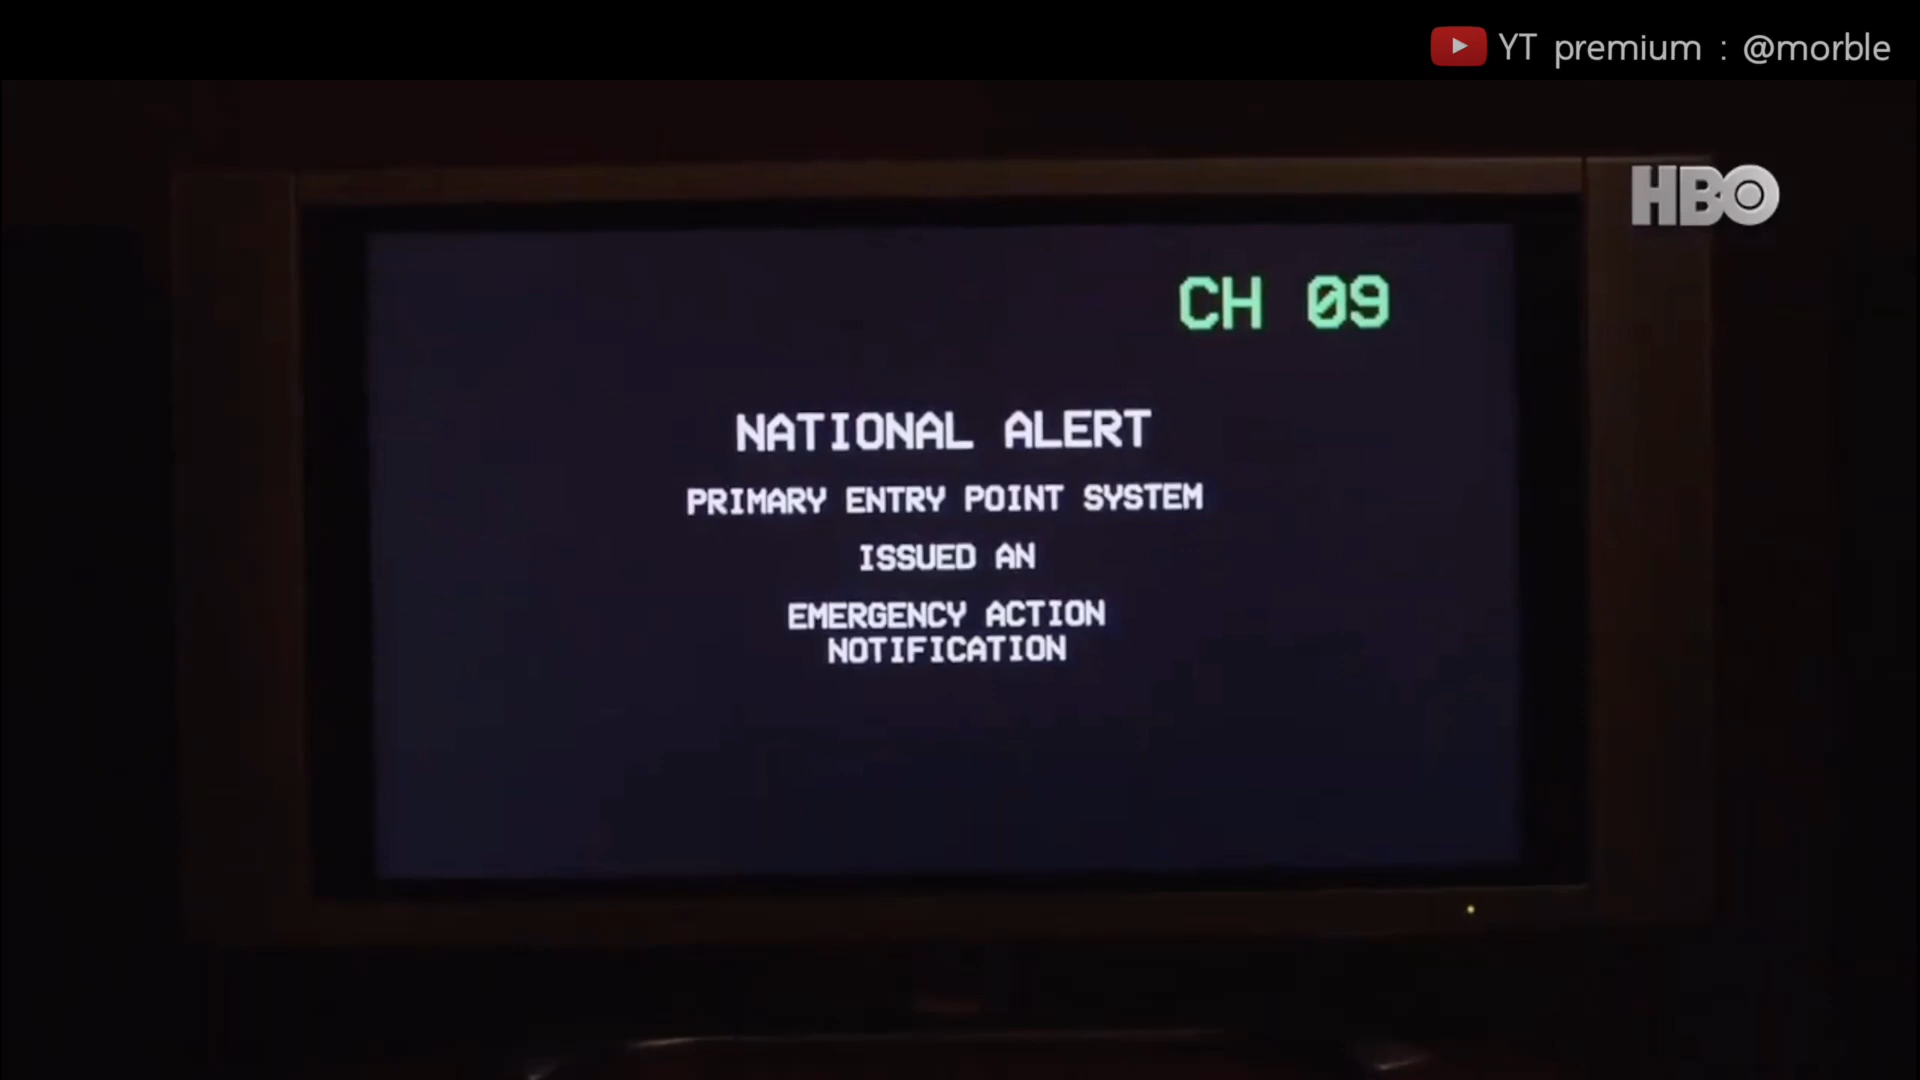 YT premium : @morble
HBO
CH 09
NATIONAL ALERT
PRIMARY ENTRY POINT SYSTEM
ISSUED AN
EMERGENCY ACTION
NOTIFICATION